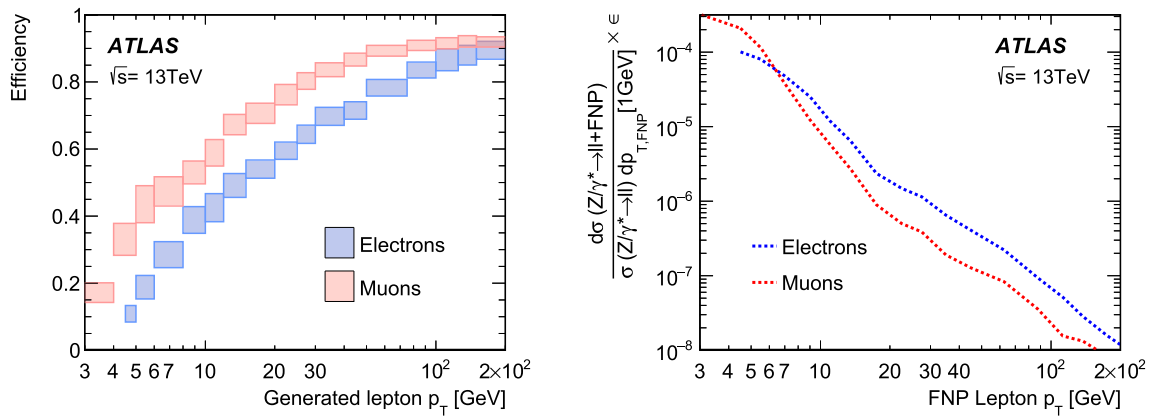 Efficiency
1
0.8
0.6
0.4
0.2
0
ATLAS
√s= 13TeV
Electrons
Muons
3 4 5 6 7 10 20 30 10² 2×10²
Generated lepton p_T [GeV]
dσ (Z/γ*→ll+FNP)
σ (Z/γ*→ll) dp_T,FNP[1GeV] × ϵ
10⁻⁴
10⁻⁵
10⁻⁶
10⁻⁷
10⁻⁸
ATLAS
√s= 13TeV
Electrons
Muons
3 4 5 6 7 10 20 30 40 10² 2×10²
FNP Lepton p_T [GeV]